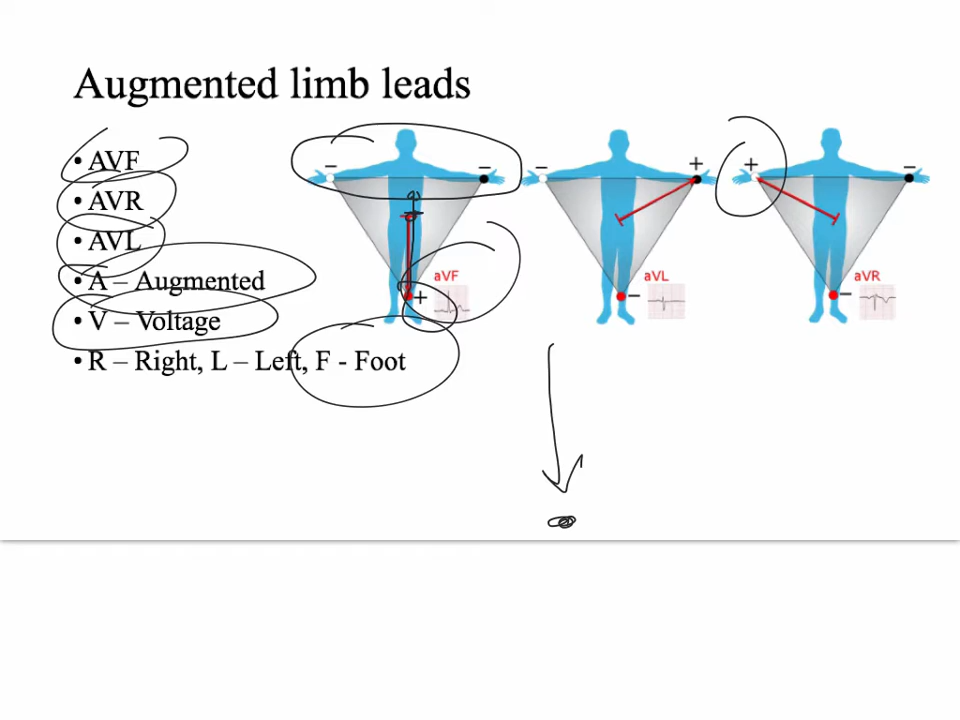 Augmented limb leads
• AVF
• AVR
• AVL
• A – Augmented
• V – Voltage
• R – Right, L – Left, F - Foot
– –
aVF
+
– +
aVL
–
+ –
aVR
–